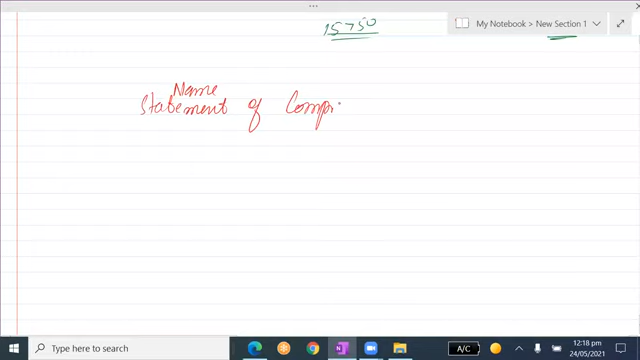 15750
My Notebook > New Section 1
Name
Statement of Compr
Type here to search
A/C
12:18 pm
24/05/2021